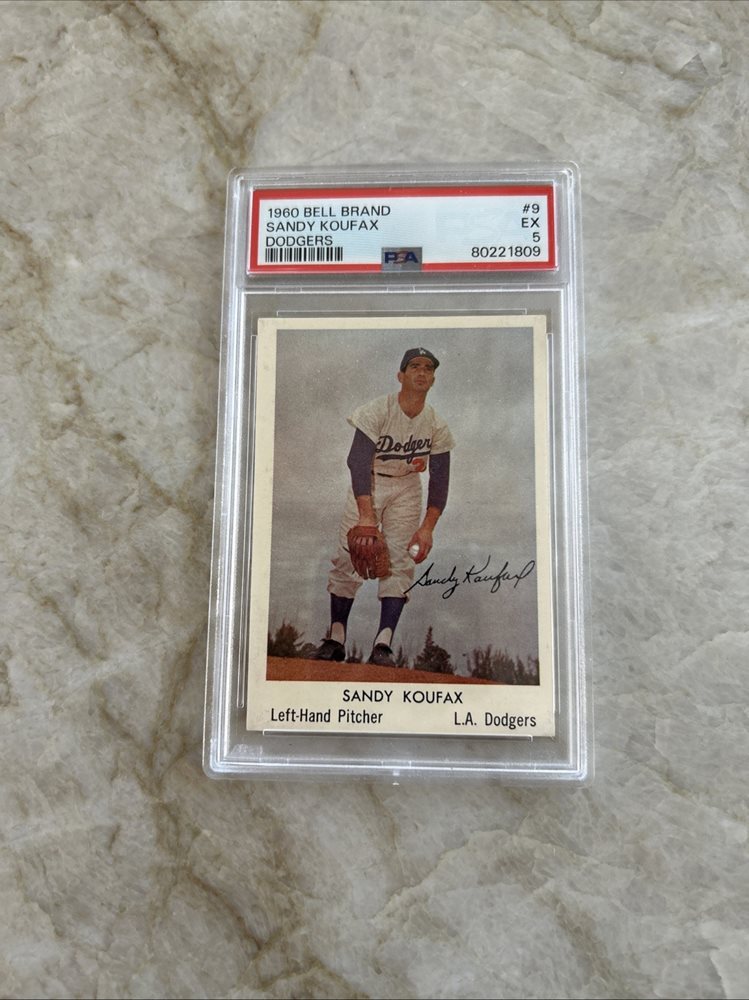 1960 BELL BRAND #9
SANDY KOUFAX EX
DODGERS 5
PSA 80221809
Dodgers
Sandy Koufax
SANDY KOUFAX
Left-Hand Pitcher L.A. Dodgers